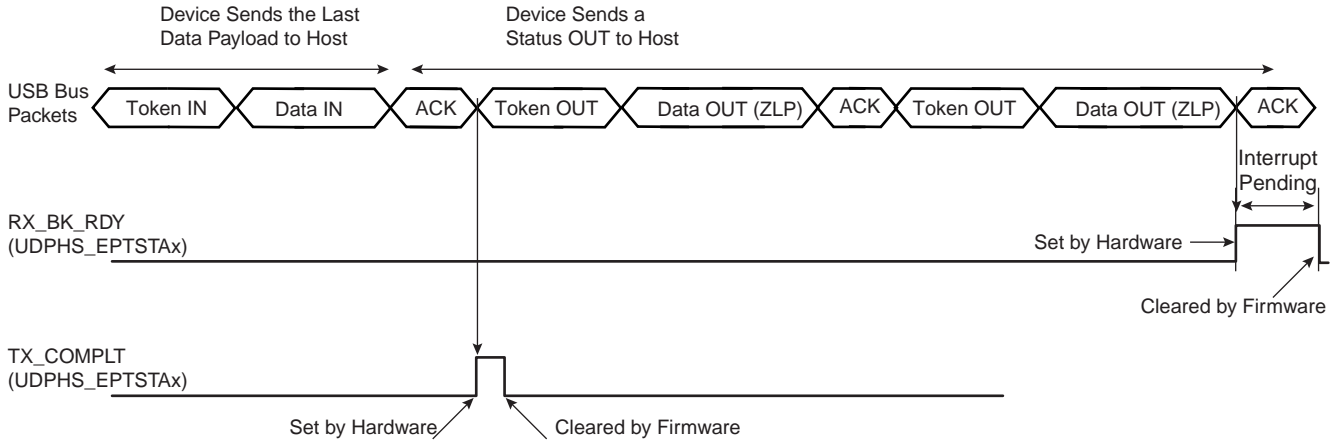 Device Sends the Last
Data Payload to Host
Device Sends a
Status OUT to Host
USB Bus
Packets
Token IN
Data IN
ACK
Token OUT
Data OUT (ZLP)
ACK
Token OUT
Data OUT (ZLP)
ACK
Interrupt
Pending
RX_BK_RDY
(UDPHS_EPTSTAx)
Set by Hardware
Cleared by Firmware
TX_COMPLT
(UDPHS_EPTSTAx)
Set by Hardware
Cleared by Firmware